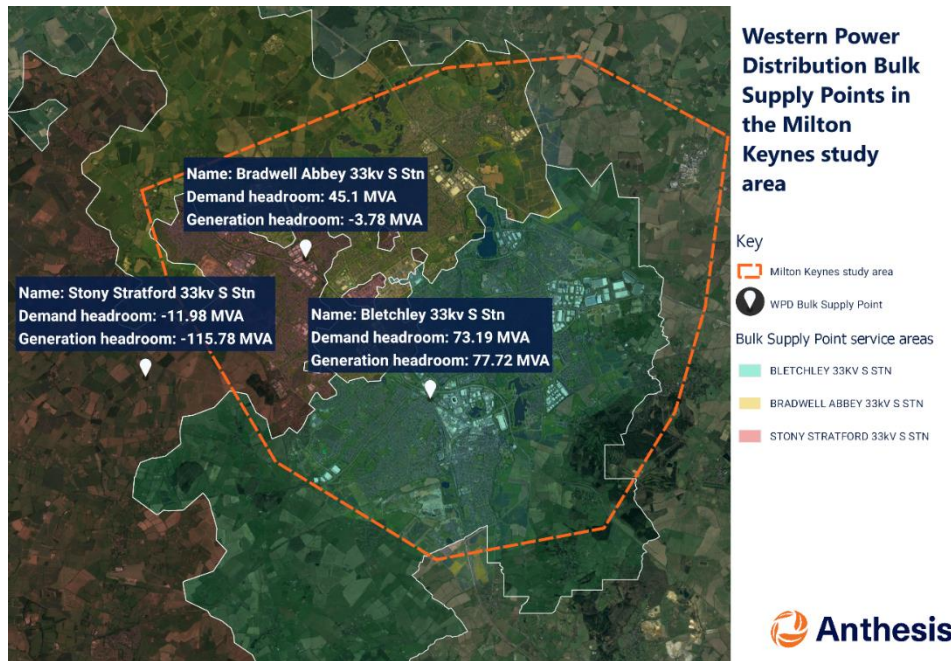 Western Power
Distribution Bulk
Supply Points in
the Milton
Keynes study
area
Name: Bradwell Abbey 33kv S Stn
Demand headroom: 45.1 MVA
Generation headroom: -3.78 MVA
Name: Stony Stratford 33kv S Stn
Demand headroom: -11.98 MVA
Generation headroom: -115.78 MVA
Name: Bletchley 33kv S Stn
Demand headroom: 73.19 MVA
Generation headroom: 77.72 MVA
Key
Milton Keynes study area
WPD Bulk Supply Point
Bulk Supply Point service areas
BLETCHLEY 33KV S STN
BRADWELL ABBEY 33kV S STN
STONY STRATFORD 33kV S STN
Anthesis